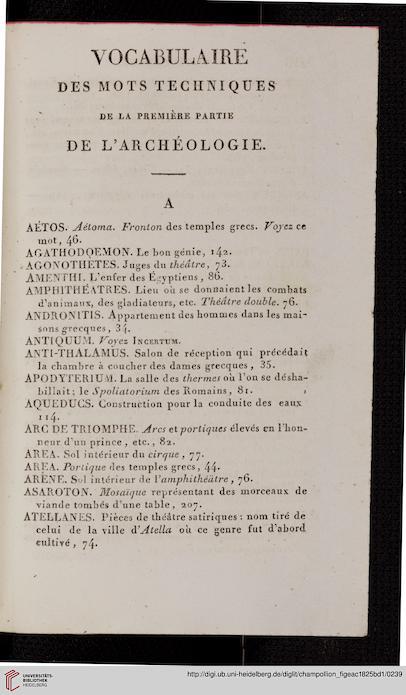 VOCABULAIRE
DES MOTS TECHNIQUES
DE LA PREMIÈRE PARTIE
DE L'ARCHÉOLOGIE.
A
AÉTOS. Aétoma. Fronton des temples grecs. Voyez ce
mot, 46.
AGATHODOEMON. Le bon génie, 142.
AGONOTHETES. Juges du théâtre, 73.
AMENTHI. L'enfer des Égyptiens, 86.
AMPHITHÉATRES. Lieu où se donnaient les combats
d'animaux, des gladiateurs, etc. Théâtre double. 76.
ANDRONITIS. Appartement des hommes dans les mai-
sons grecques, 34.
ANTIQUUM. Voyez INCERTUM.
ANTI-THALAMUS. Salon de réception qui précédait
la chambre à coucher des dames grecques, 35.
APODYTERIUM. La salle des thermes où l'on se désha-
billait; le Spoliatorium des Romains, 81.
AQUEDUCS. Construction pour la conduite des eaux
114.
ARC DE TRIOMPHE. Arcs et portiques élevés en l'hon-
neur d'un prince, etc., 82.
AREA. Sol intérieur du cirque, 77.
AREA. Portique des temples grecs, 44.
ARÈNE. Sol intérieur de l'amphithéâtre, 76.
ASAROTON. Mosaïque représentant des morceaux de
viande tombés d'une table, 207.
ATELLANES. Pièces de théâtre satiriques: nom tiré de
celui de la ville d'Atella où ce genre fut d'abord
cultivé, 74.
UNIVERSITÄTS-
BIBLIOTHEK
HEIDELBERG
http://digi.ub.uni-heidelberg.de/diglit/champollion_figeac1825bd1/0239